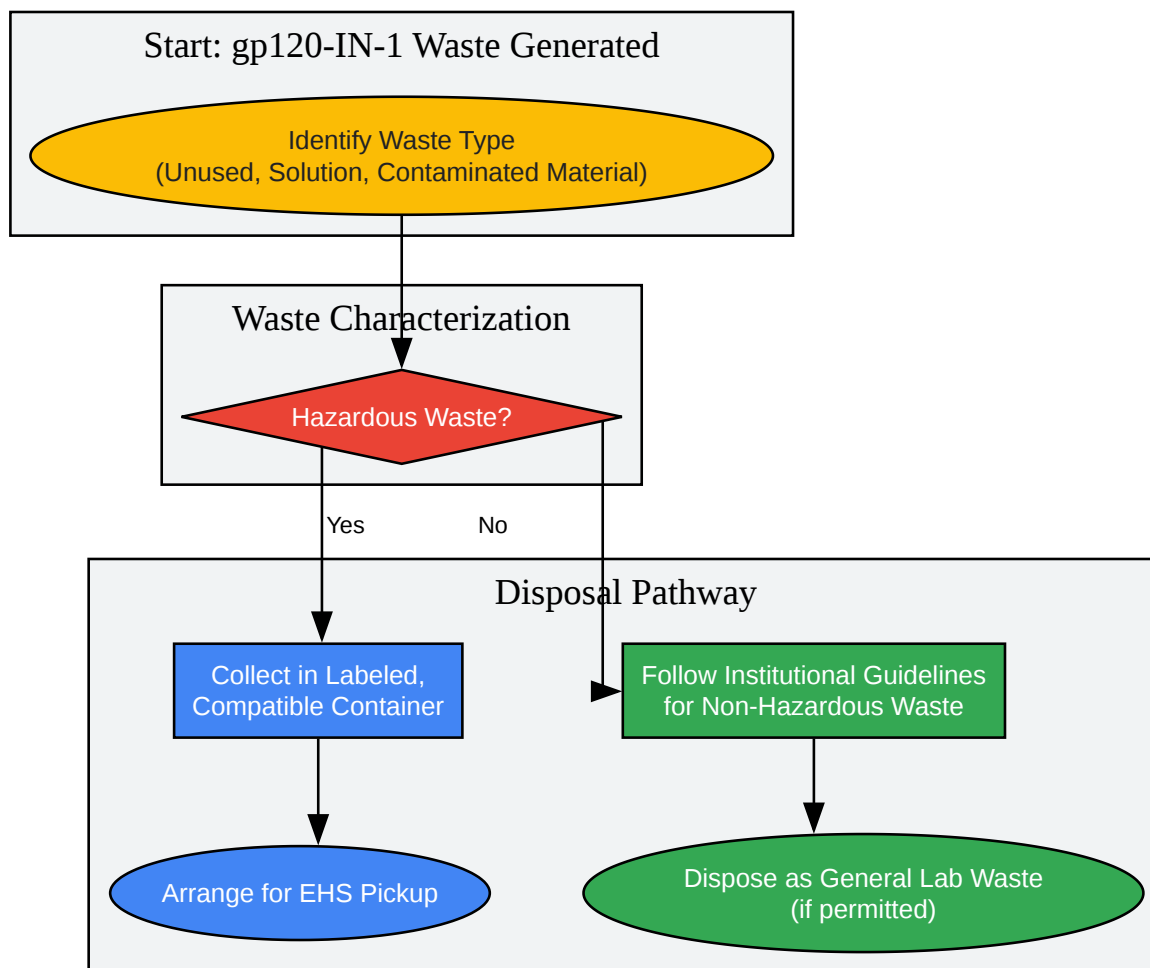 Start: gp120-IN-1 Waste Generated
Identify Waste Type
(Unused, Solution, Contaminated Material)
Waste Characterization
Hazardous Waste?
Yes
No
Disposal Pathway
Collect in Labeled,
Compatible Container
Follow Institutional Guidelines
for Non-Hazardous Waste
Arrange for EHS Pickup
Dispose as General Lab Waste
(if permitted)